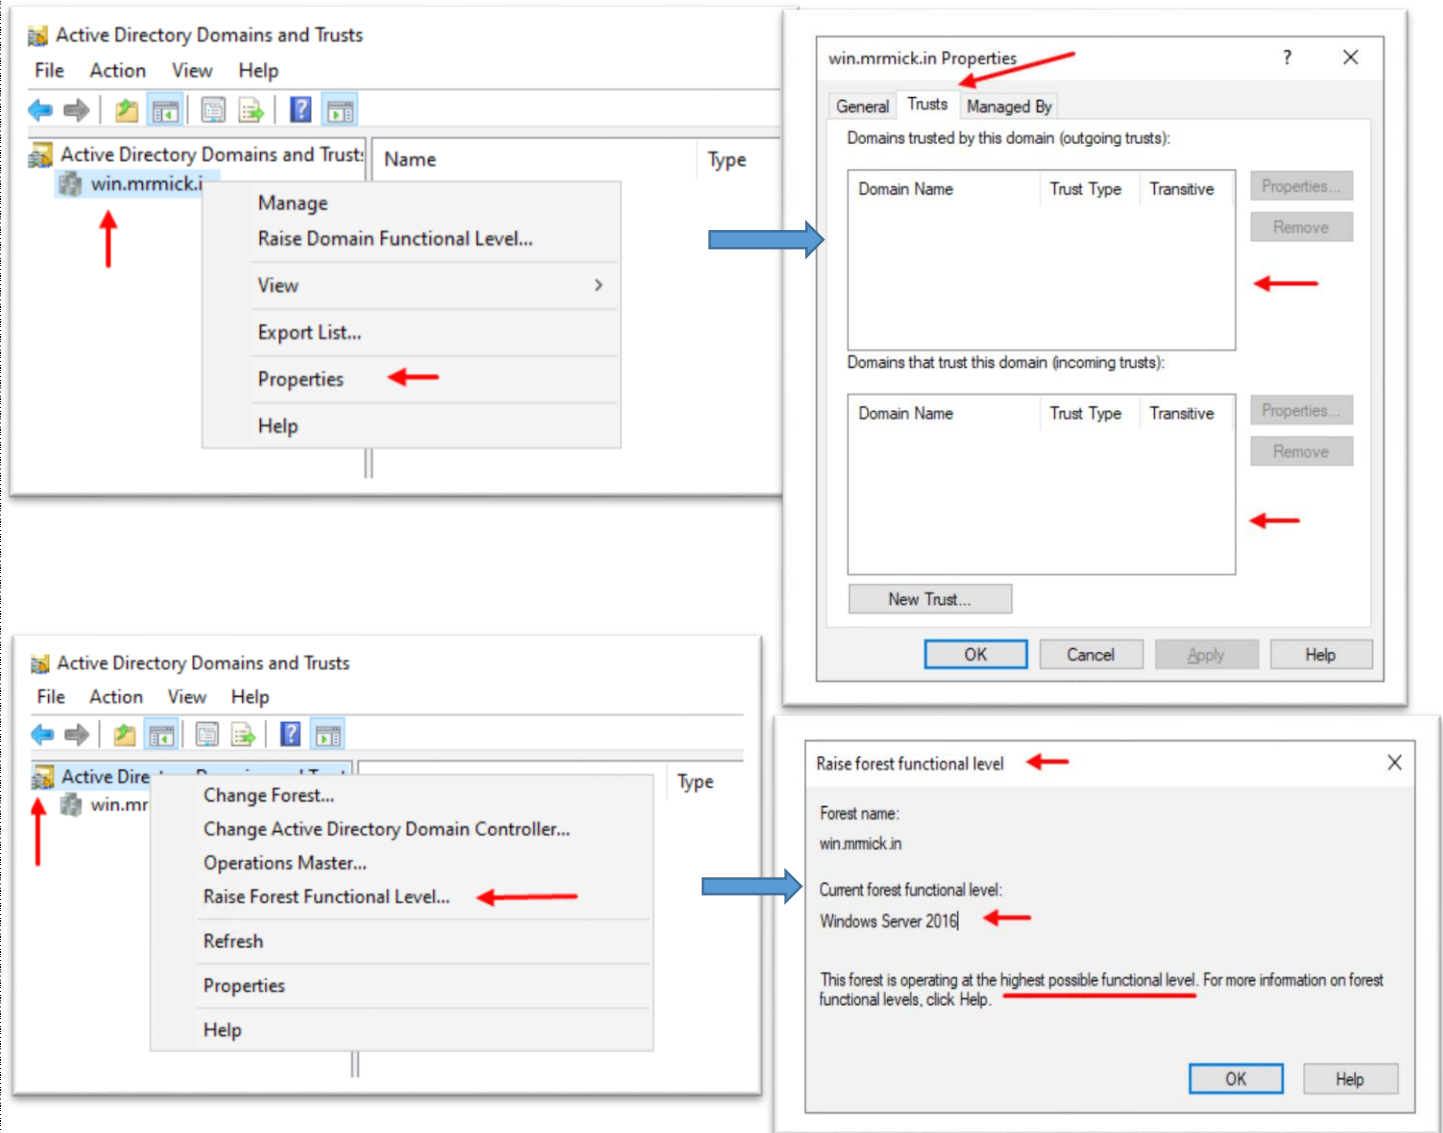 Active Directory Domains and Trusts
File Action View Help
Active Directory Domains and Trusts
Name Type
win.mrmick.i
Manage
Raise Domain Functional Level...
View
Export List...
Properties
Help
win.mrmick.in Properties ?
General Trusts Managed By
Domains trusted by this domain (outgoing trusts):
Domain Name Trust Type Transitive
Properties...
Remove
Domains that trust this domain (incoming trusts):
Domain Name Trust Type Transitive
Properties...
Remove
New Trust...
OK Cancel Apply Help
Active Directory Domains and Trusts
File Action View Help
Active Dire
Type
win.mr
Change Forest...
Change Active Directory Domain Controller...
Operations Master...
Raise Forest Functional Level...
Refresh
Properties
Help
Raise forest functional level
Forest name:
win.mrmick.in
Current forest functional level:
Windows Server 2016
This forest is operating at the highest possible functional level. For more information on forest
functional levels, click Help.
OK Help